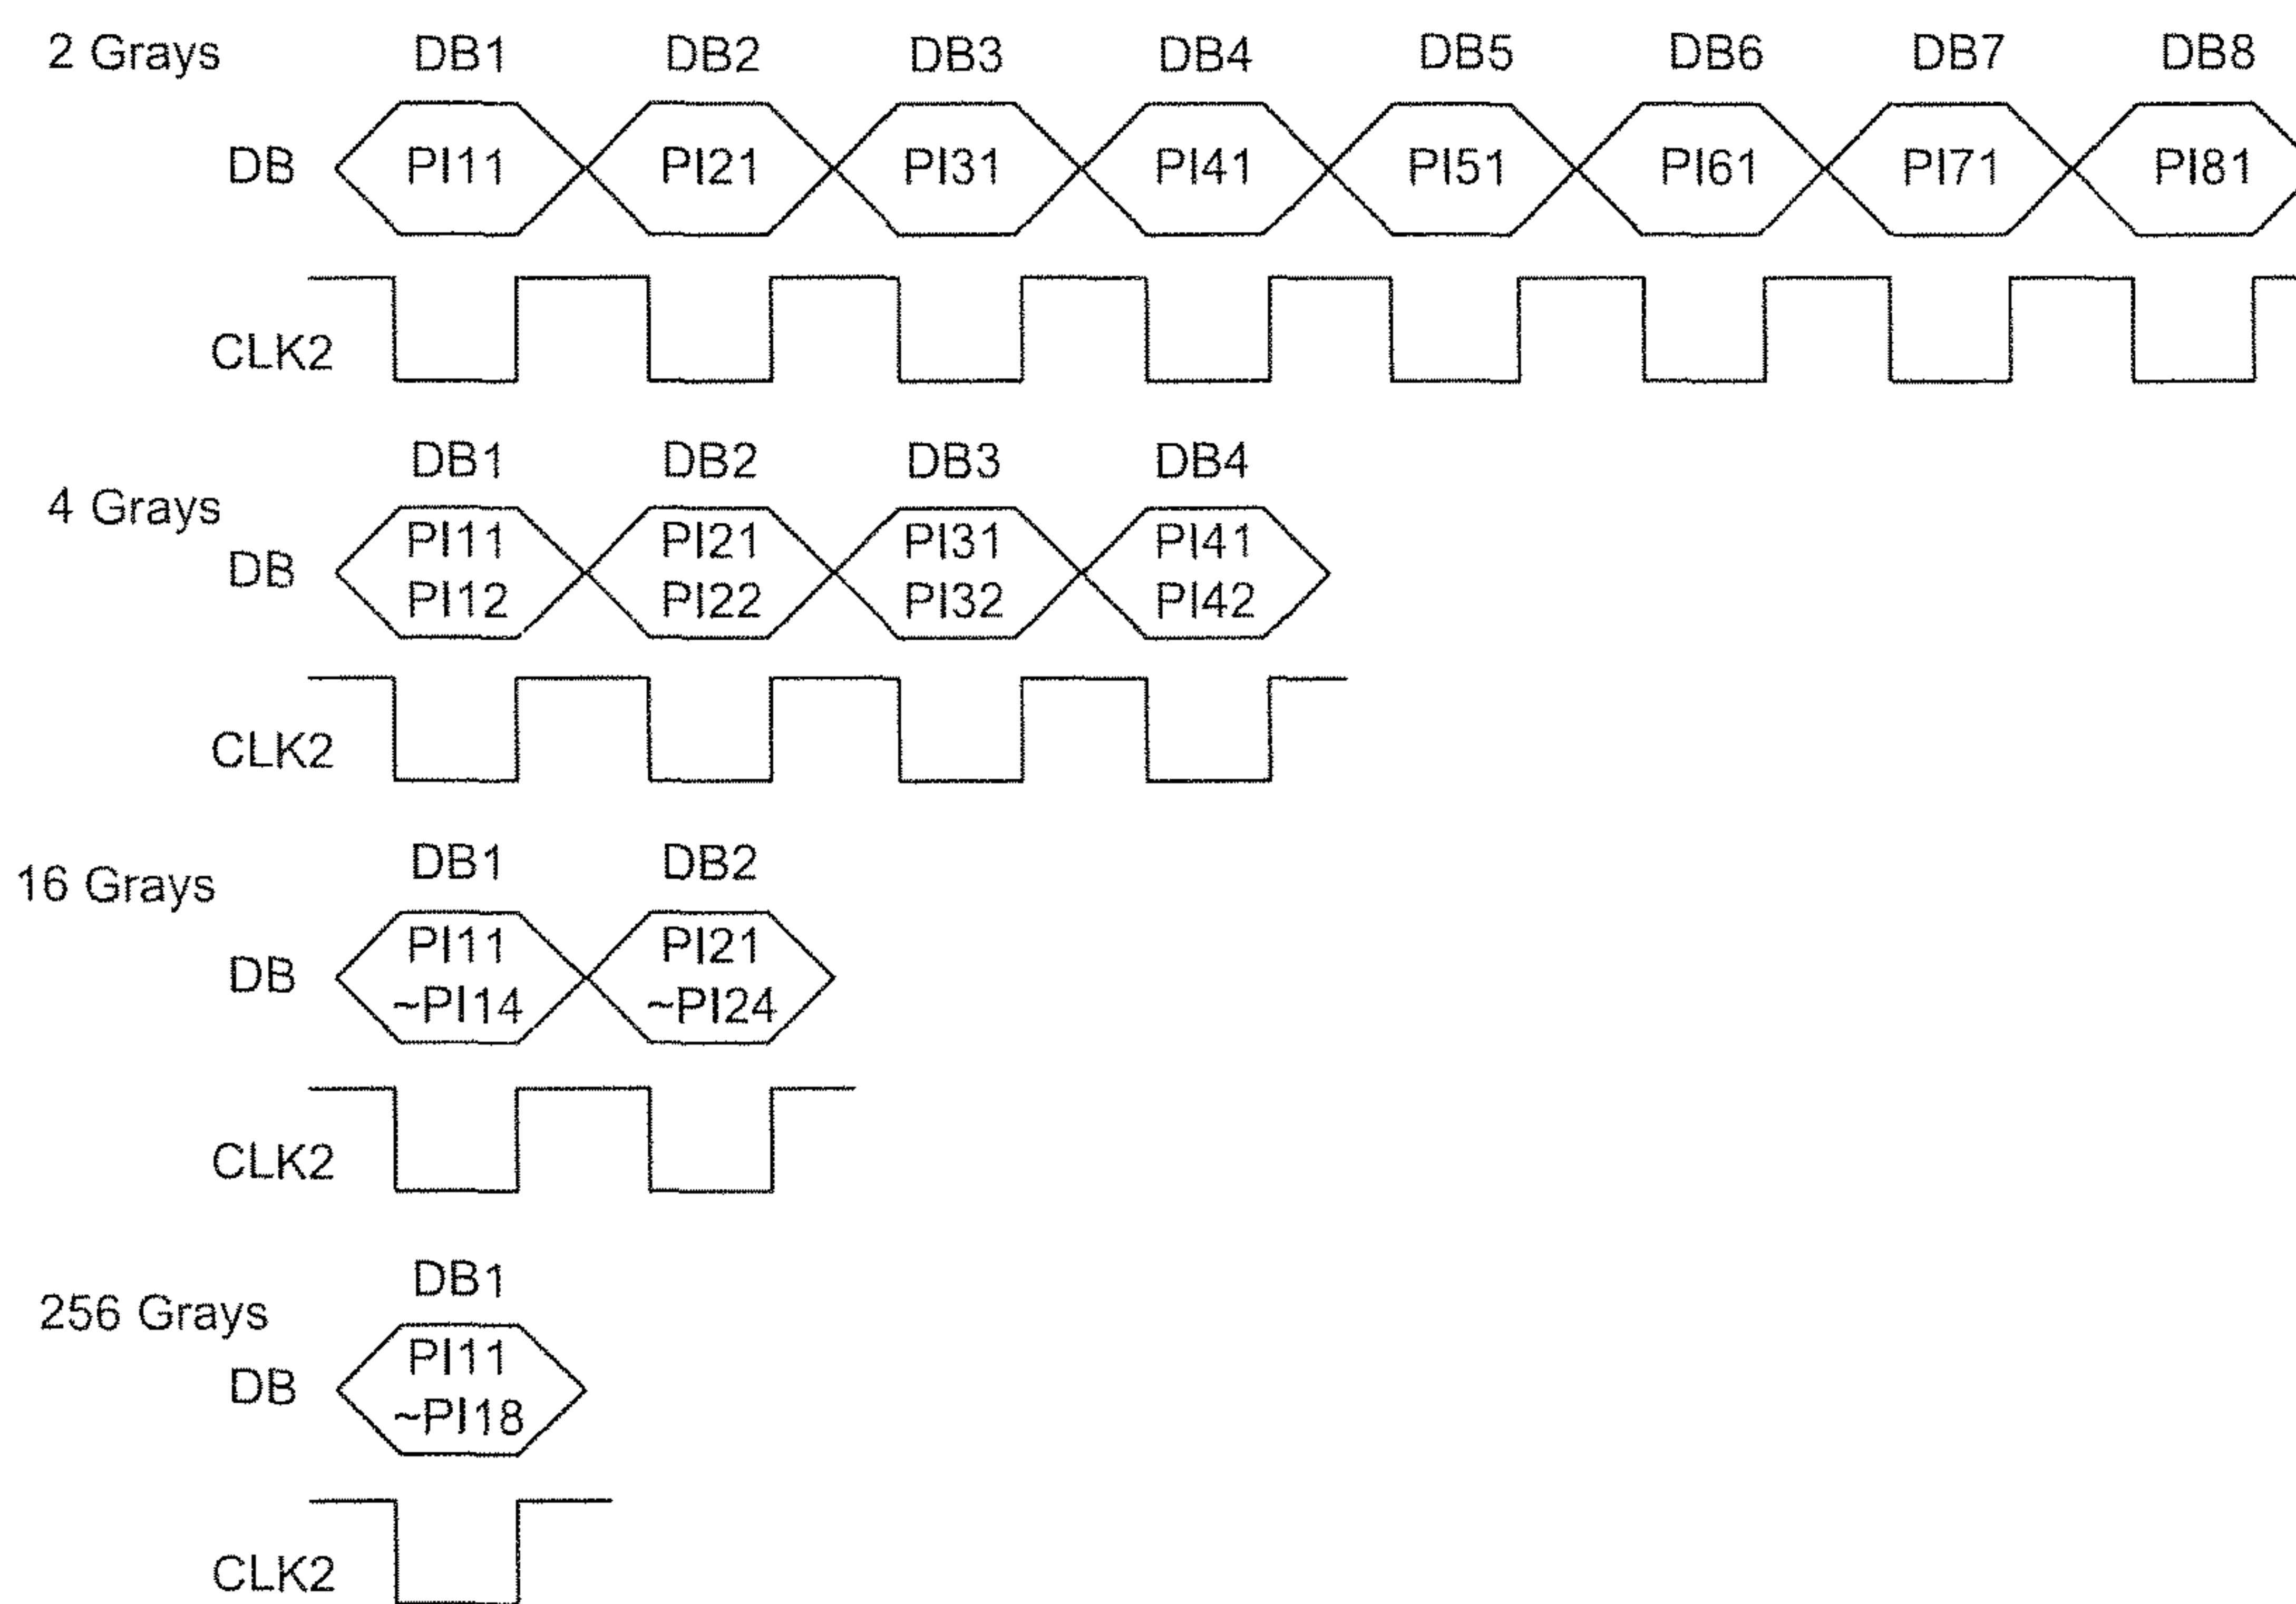 2 Grays DB1 DB2 DB3 DB4 DB5 DB6 DB7 DB8
DB PI11 PI21 PI31 PI41 PI51 PI61 PI71 PI81
CLK2
DB1 DB2 DB3 DB4
4 Grays
PI11 PI21 PI31 PI41
DB
PI12 PI22 PI32 PI42
CLK2
DB1 DB2
16 Grays
PI11 PI21
DB
~PI14 ~PI24
CLK2
DB1
256 Grays
PI11
DB
~PI18
CLK2